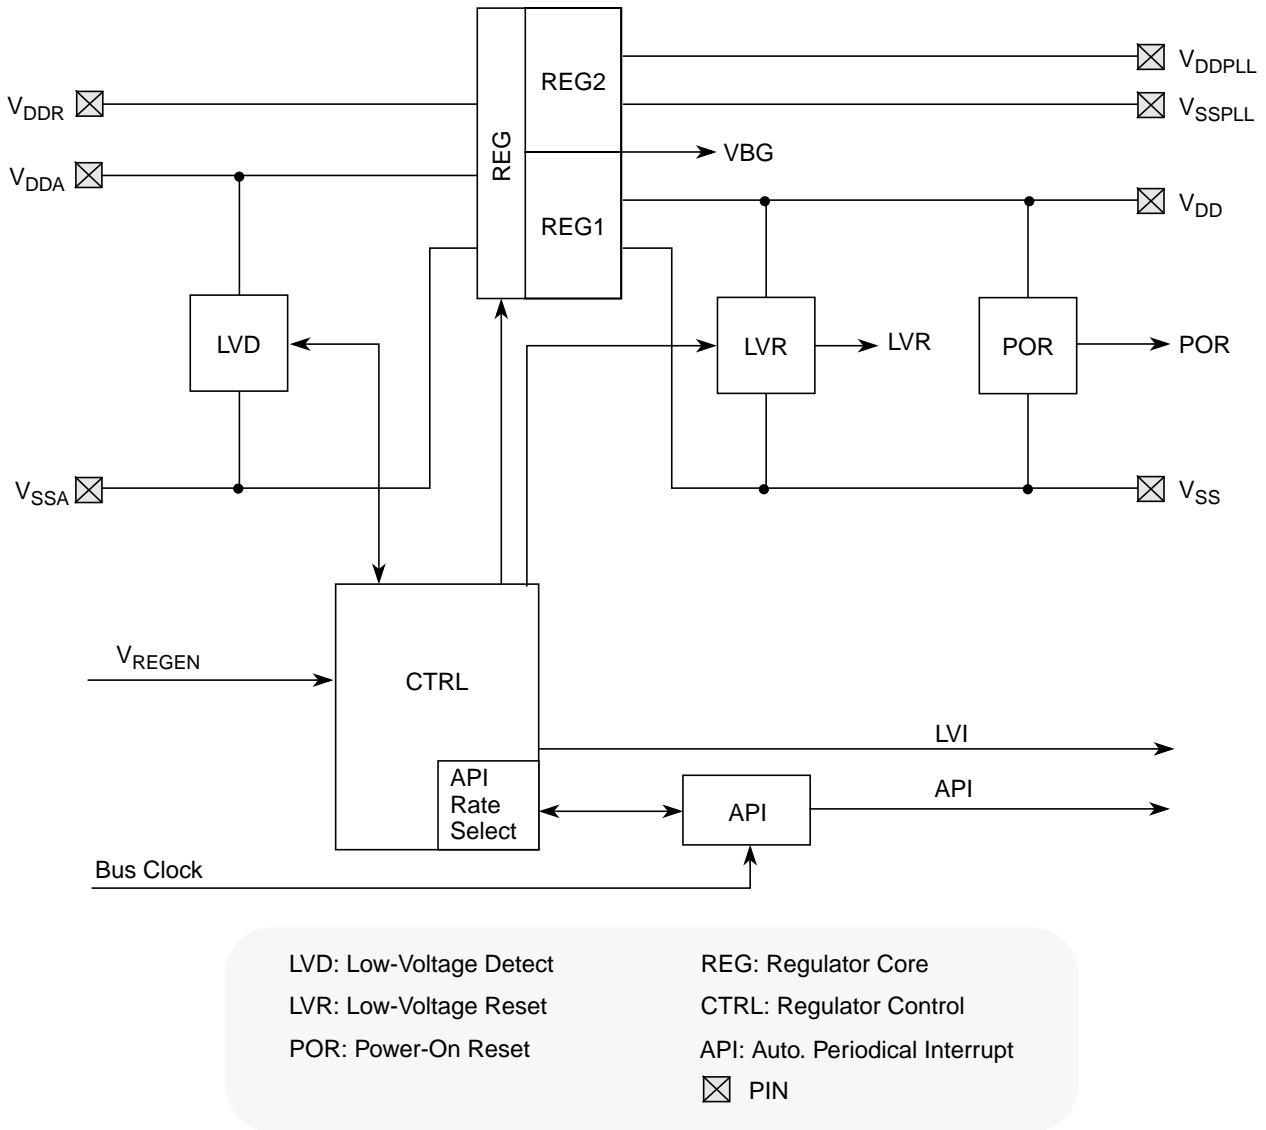 REG2
VDDPLL
VDDR
VSSPLL
REG
VBG
VDDA
VDD
REG1
LVD
LVR
LVR
POR
POR
VSSA
VSS
VREGEN
CTRL
LVI
API
Rate
Select
API
API
Bus Clock
LVD: Low-Voltage Detect
REG: Regulator Core
LVR: Low-Voltage Reset
CTRL: Regulator Control
POR: Power-On Reset
API: Auto. Periodical Interrupt
PIN